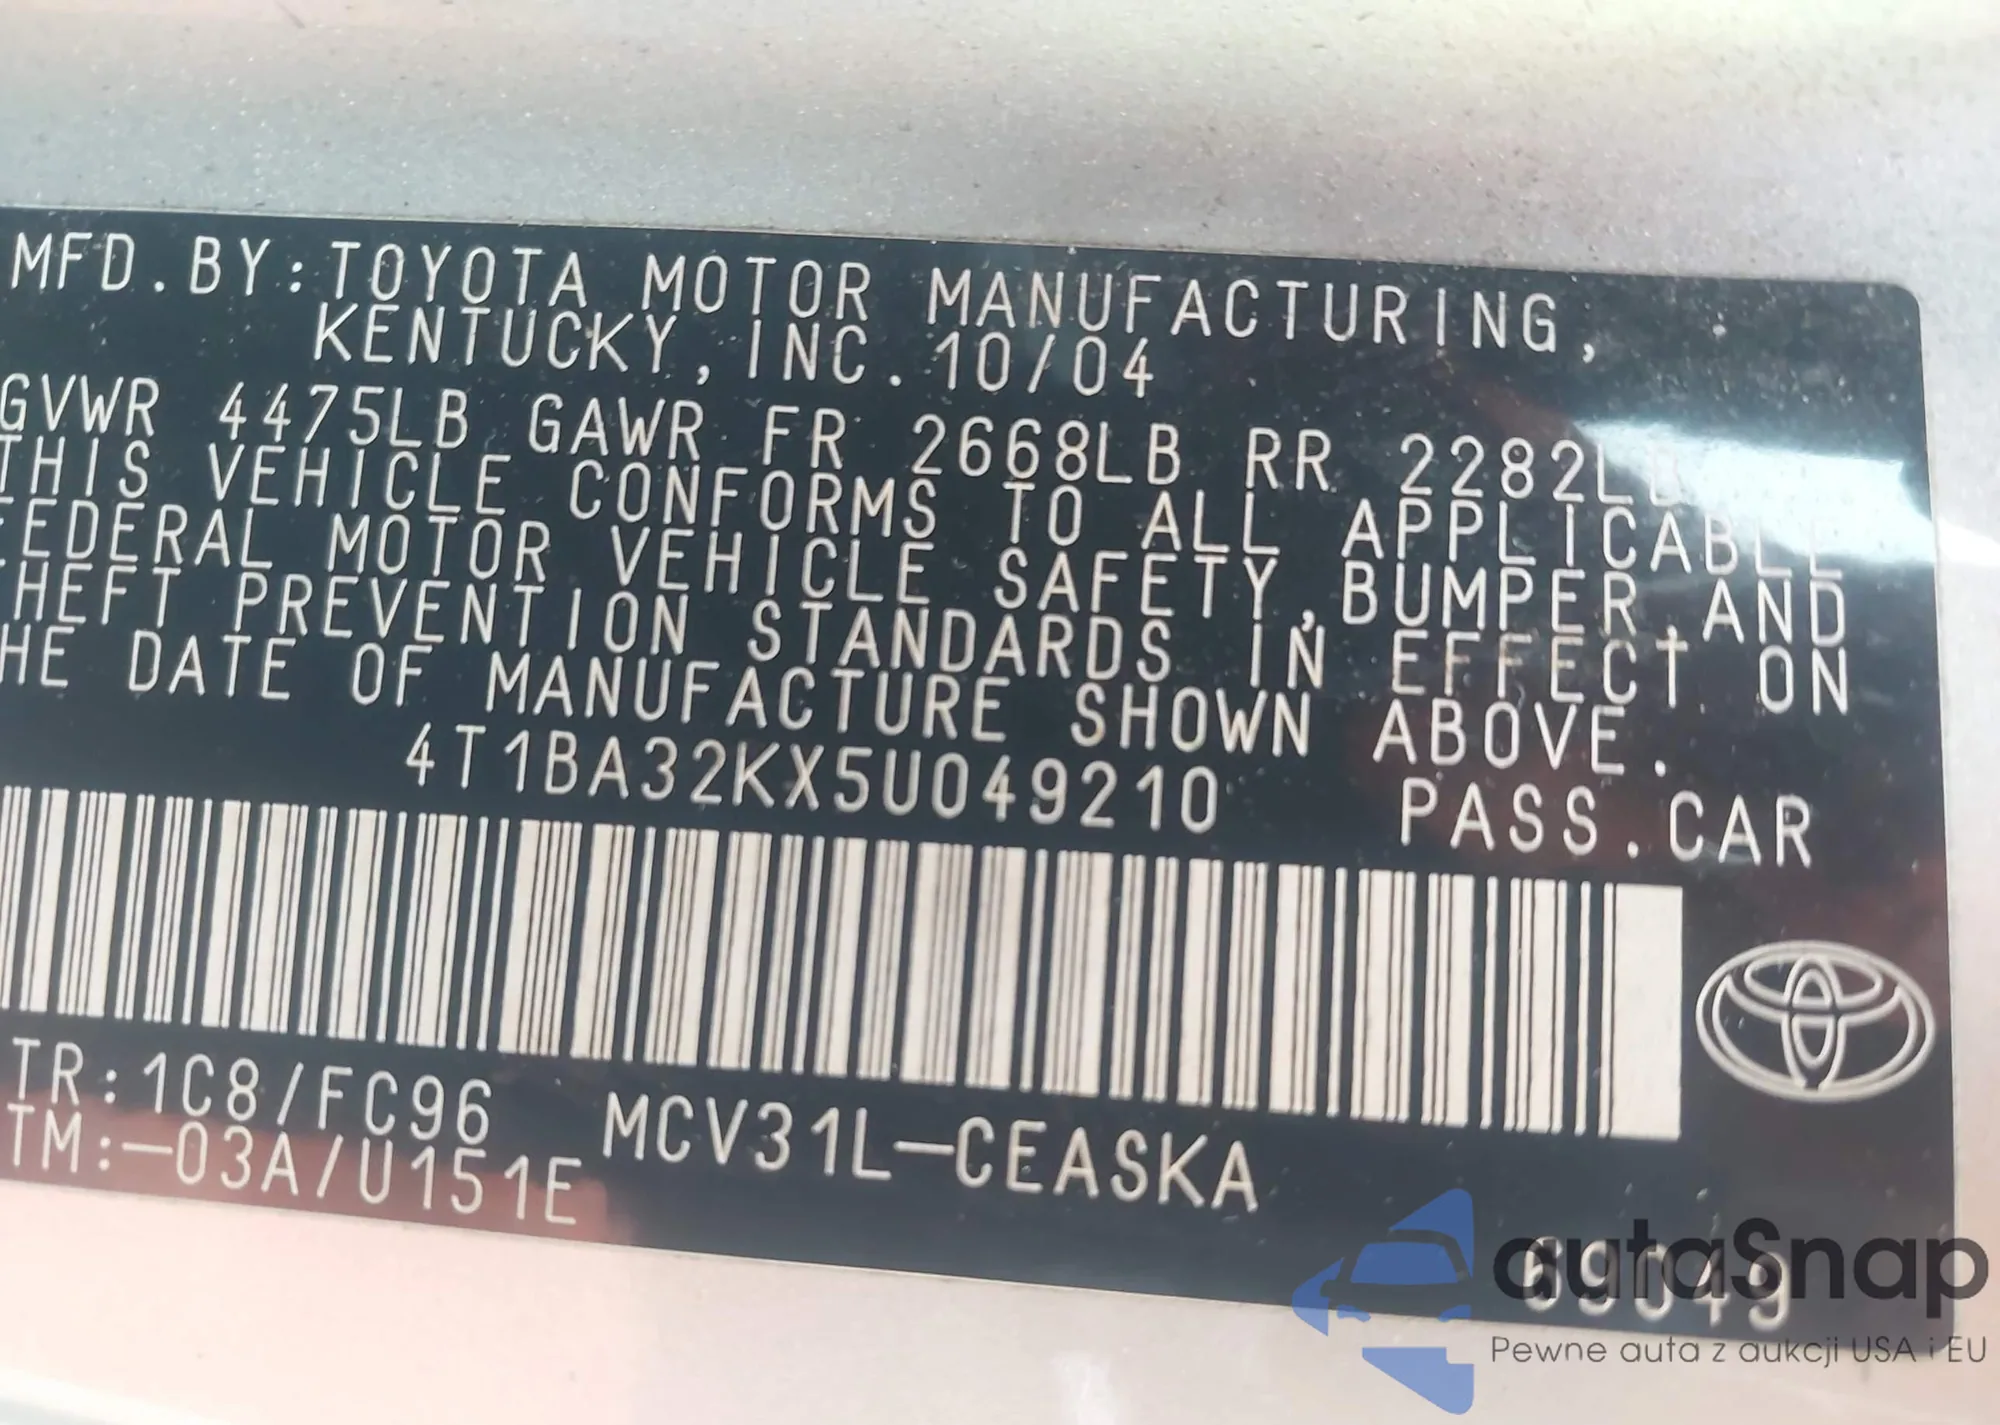 MFD.BY:TOYOTA MOTOR MANUFACTURING,
KENTUCKY, INC. 10/04
GVWR 4475LB GAWR FR 2668LB RR 2282LB
THIS VEHICLE CONFORMS TO ALL APPLICABLE
FEDERAL MOTOR VEHICLE SAFETY,BUMPER,AND
THEFT PREVENTION STANDARDS IN EFFECT ON
THE DATE OF MANUFACTURE SHOWN ABOVE.
4T1BA32KX5U049210 PASS.CAR
TR:1C8/FC96 MCV31L-CEASKA
TM:-03A/U151E
69049
autaSnap
Pewne auta z aukcji USA i EU